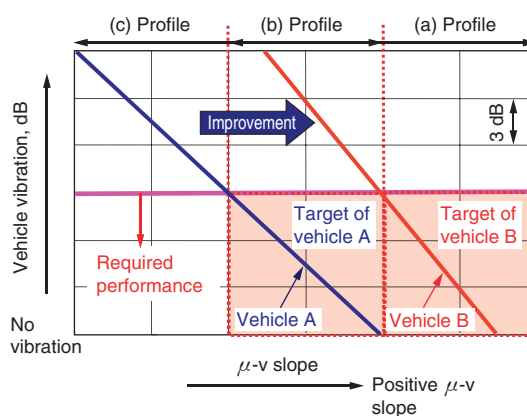 (c) Profile
(b) Profile
(a) Profile
Vehicle vibration, dB
Improvement
3 dB
Target of
vehicle A
Target of
vehicle B
Required
performance
Vehicle A
Vehicle B
No
vibration
μ-v slope
Positive μ-v
slope